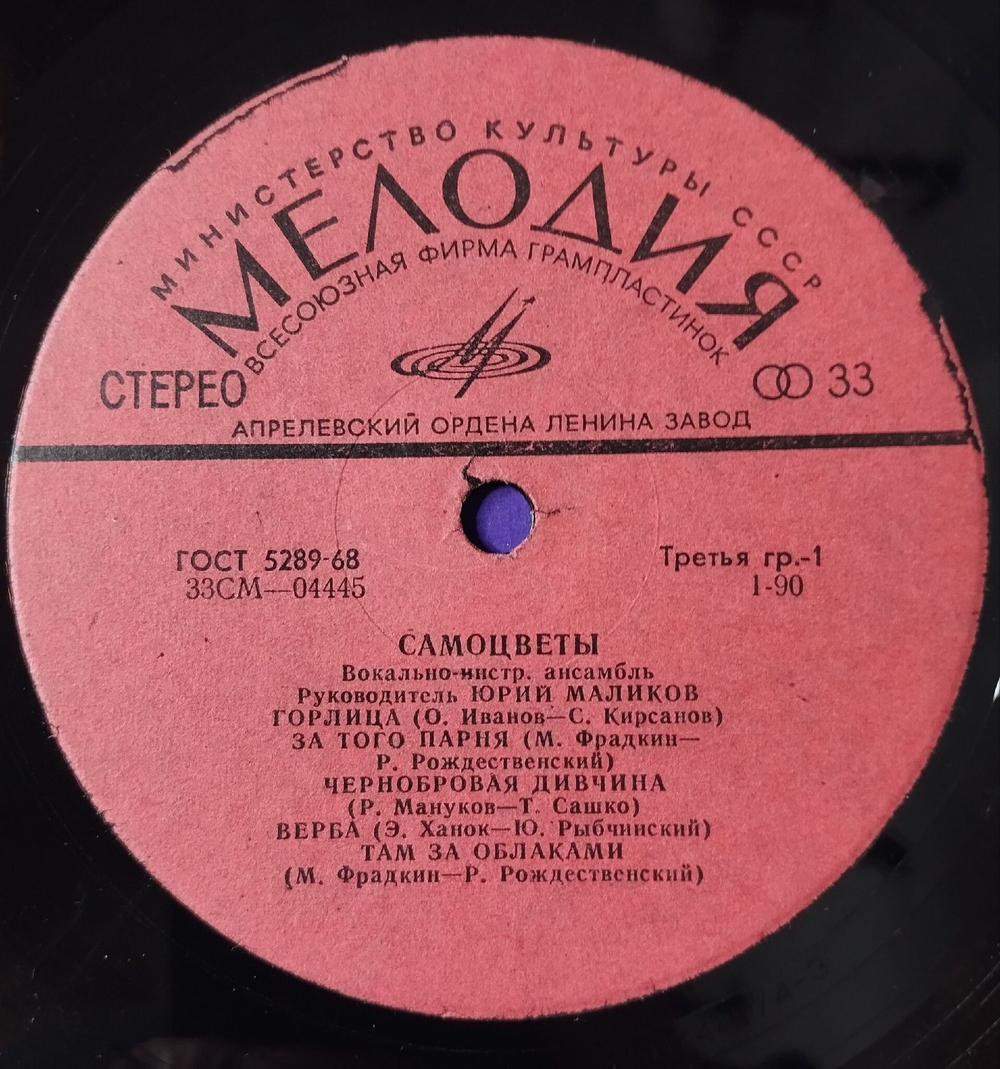 МИНИСТЕРСТВО КУЛЬТУРЫ СССР
МЕЛОДИЯ
ВСЕСОЮЗНАЯ ФИРМА ГРАМПЛАСТИНОК
СТЕРЕО
33
АПРЕЛЕВСКИЙ ОРДЕНА ЛЕНИНА ЗАВОД
ГОСТ 5289-68
Третья гр.-1
33СМ—04445
1-90
САМОЦВЕТЫ
Вокально-инстр. ансамбль
Руководитель ЮРИЙ МАЛИКОВ
ГОРЛИЦА (О. Иванов—С. Кирсанов)
ЗА ТОГО ПАРНЯ (М. Фрадкин—
Р. Рождественский)
ЧЕРНОБРОВАЯ ДИВЧИНА
(Р. Мануков—Т. Сашко)
ВЕРБА (Э. Ханок—Ю. Рыбчинский)
ТАМ ЗА ОБЛАКАМИ
(М. Фрадкин—Р. Рождественский)